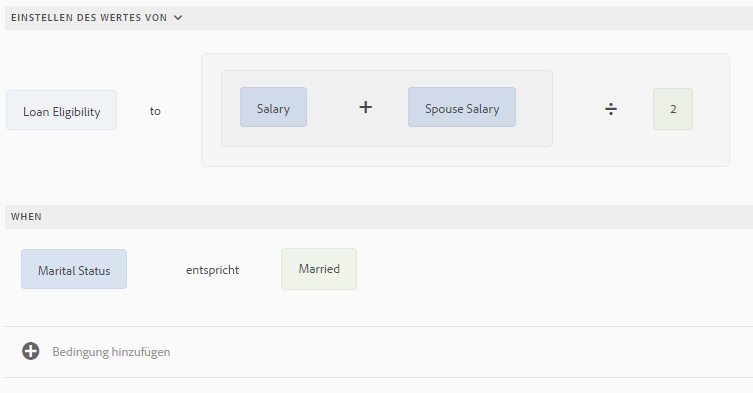 EINSTELLEN DES WERTES VON
Loan Eligibility to Salary + Spouse Salary ÷ 2
WHEN
Marital Status entspricht Married
Bedingung hinzufügen